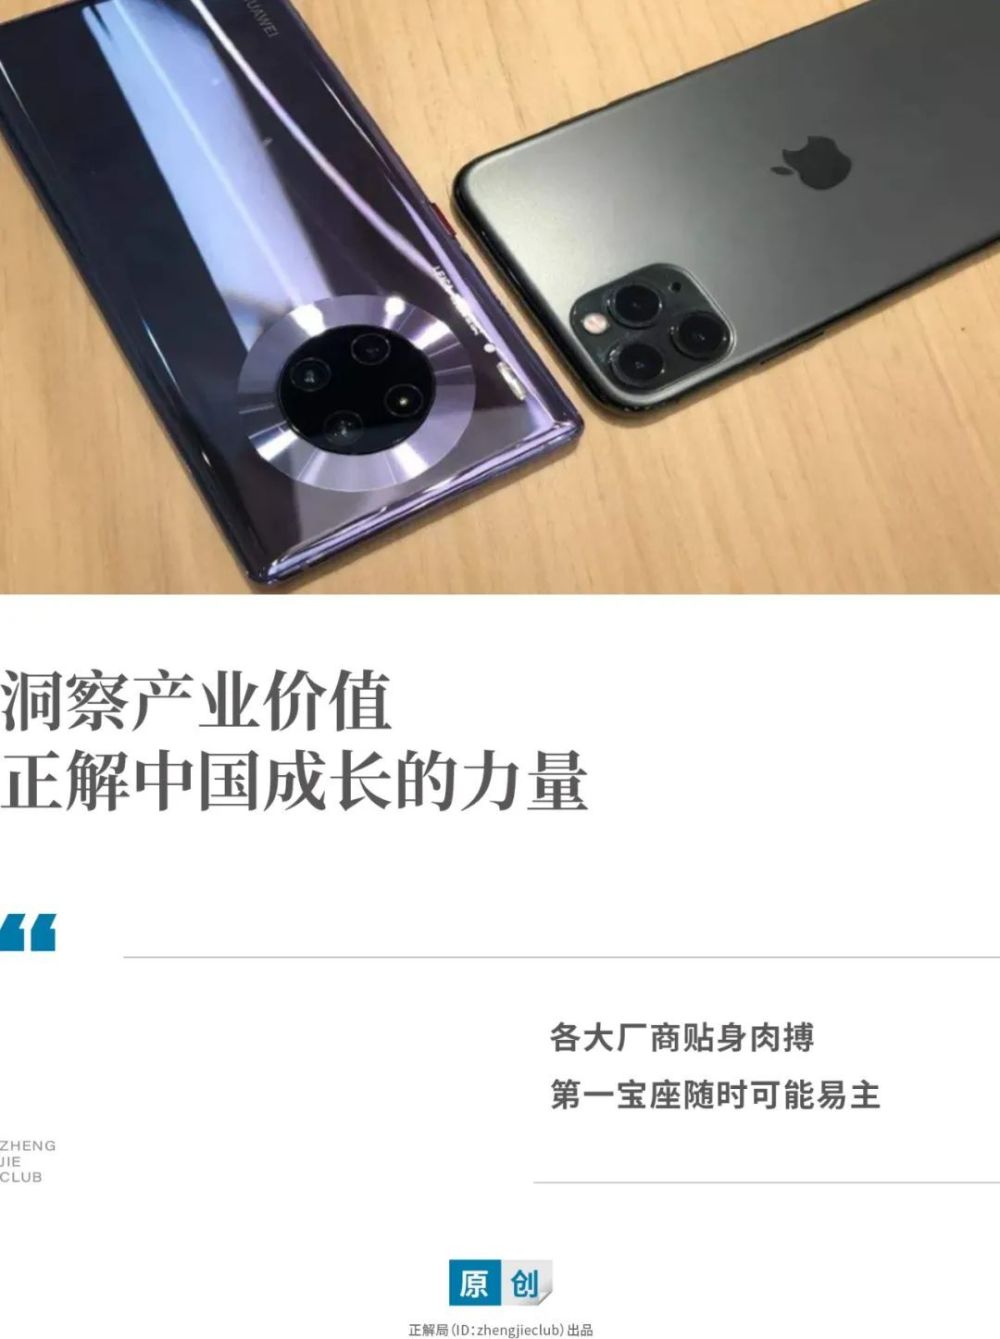 HUAWEI
洞察产业价值
正解中国成长的力量
各大厂商贴身肉搏
第一宝座随时可能易主
ZHENG
JIE
CLUB
原创
正解局(ID:zhengjieclub)出品